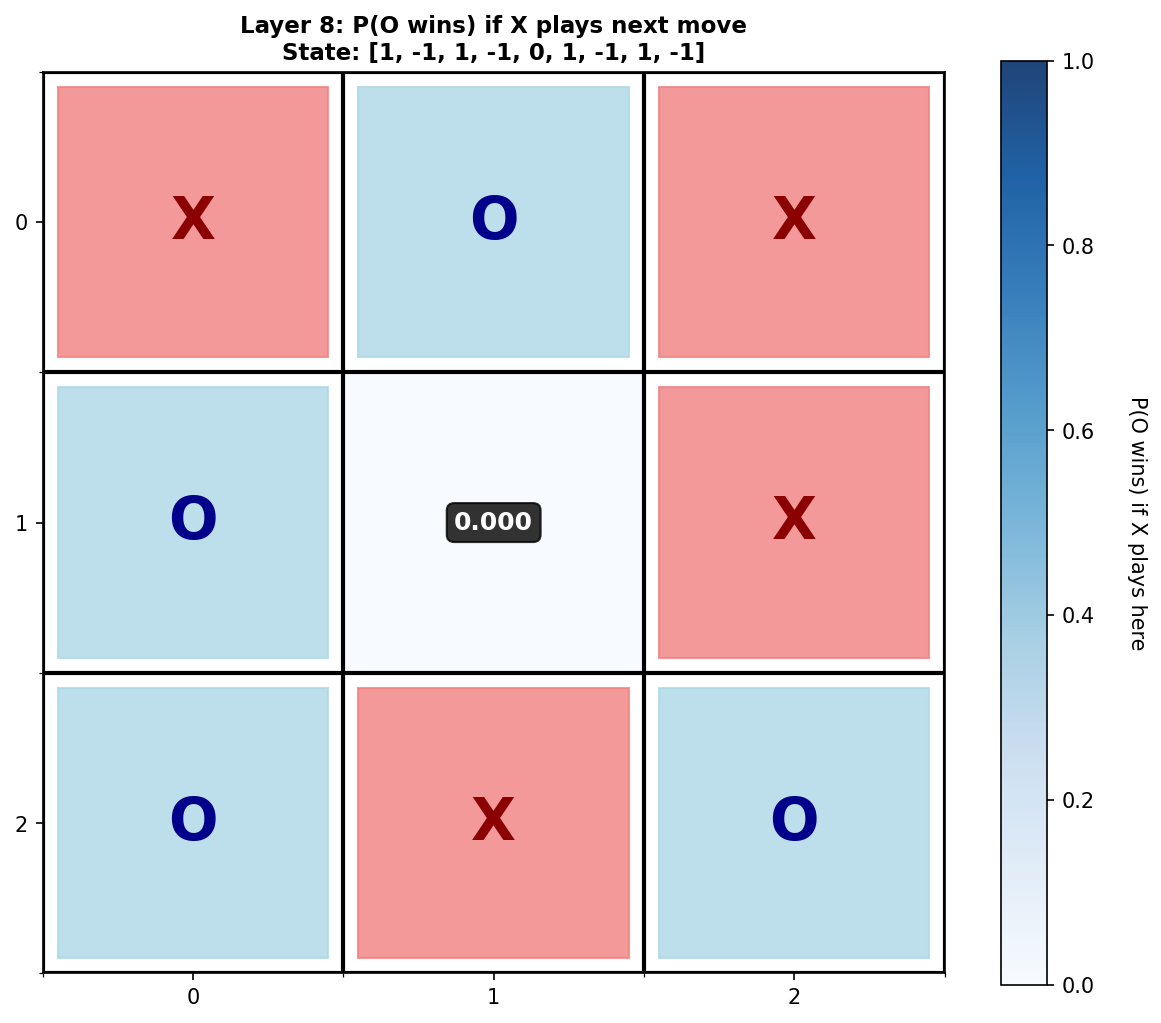 Layer 8: P(O wins) if X plays next move
State: [1, -1, 1, -1, 0, 1, -1, 1, -1]
0
X
O
X
1
O
0.000
X
2
O
X
O
0
1
2
1.0
0.8
0.6
0.4
0.2
0.0
P(O wins) if X plays here